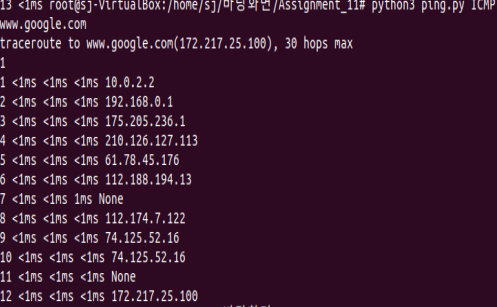 13 <1ms root@sj-VirtualBox:/home/sj/바탕화면/Assignment_11# python3 ping.py ICMP
www.google.com
traceroute to www.google.com(172.217.25.100), 30 hops max
1
1 <1ms <1ms <1ms 10.0.2.2
2 <1ms <1ms <1ms 192.168.0.1
3 <1ms <1ms <1ms 175.205.236.1
4 <1ms <1ms <1ms 210.126.127.113
5 <1ms <1ms <1ms 61.78.45.176
6 <1ms <1ms <1ms 112.188.194.13
7 <1ms <1ms 1ms None
8 <1ms <1ms <1ms 112.174.7.122
9 <1ms <1ms <1ms 74.125.52.16
10 <1ms <1ms <1ms 74.125.52.16
11 <1ms <1ms <1ms None
12 <1ms <1ms <1ms 172.217.25.100